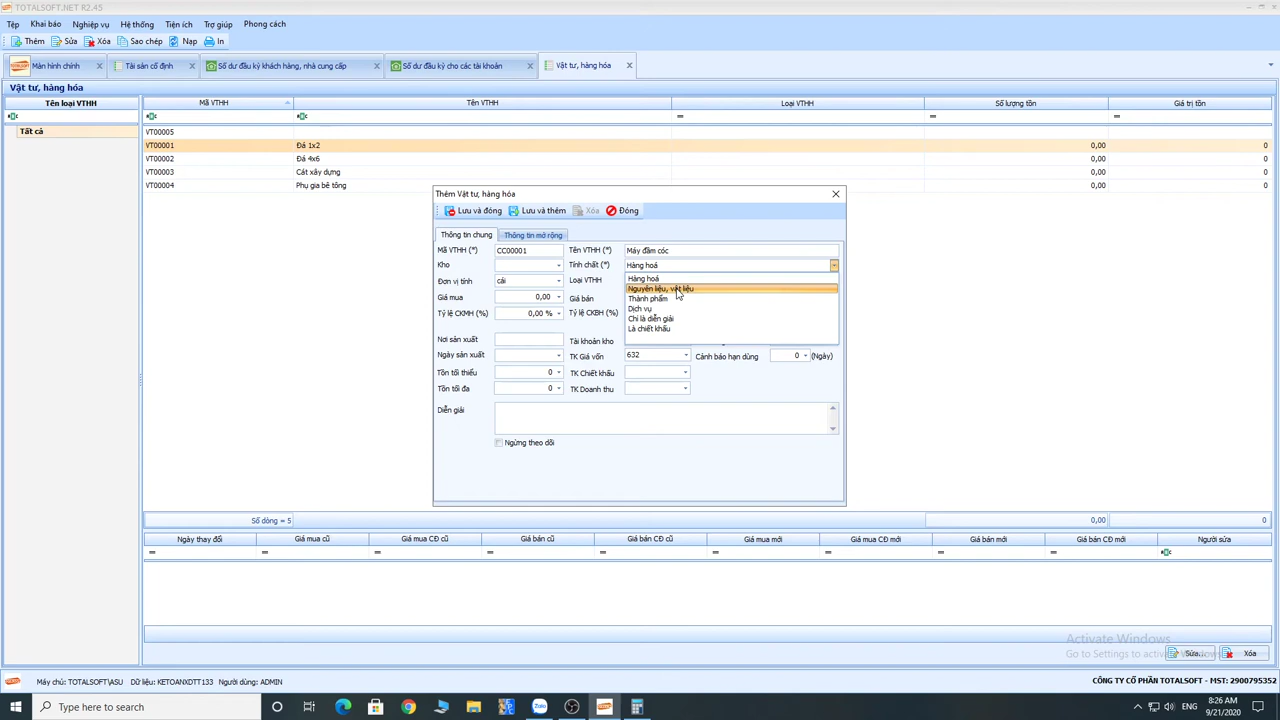 TOTALSOFT.NET R2.45
Tệp Khai báo Nghiệp vụ Hệ thống Tiện ích Trợ giúp Phong cách
Thêm Sửa Xóa Sao chép Nạp In
Màn hình chính Tài sản cố định Số dư đầu kỳ khách hàng, nhà cung cấp Số dư đầu kỳ cho các tài khoản Vật tư, hàng hóa
Vật tư, hàng hóa
Tên loại VTHH Mã VTHH Tên VTHH Loại VTHH Số lượng tồn Giá trị tồn
= = =
Tất cả VT00005
VT00001 Đá 1x2 0,00 0
VT00002 Đá 4x6 0,00 0
VT00003 Cát xây dựng 0,00 0
VT00004 Phụ gia bê tông 0,00 0
Thêm Vật tư, hàng hóa
Lưu và đóng Lưu và thêm Xóa Đóng
Thông tin chung Thông tin mở rộng
Mã VTHH (*) CC00001 Tên VTHH (*) Máy đầm cóc
Kho Tính chất (*) Hàng hoá
Hàng hoá
Đơn vị tính cái Loại VTHH
Nguyên liệu, vật liệu
Giá mua 0,00 Giá bán Thành phẩm
Dịch vụ
Tỷ lệ CKMH (%) 0,00 % Tỷ lệ CKBH (%) Chỉ là diễn giải
Là chiết khấu
Nơi sản xuất Tài khoản kho
Ngày sản xuất TK Giá vốn 632 Cảnh báo hạn dùng 0 (Ngày)
Tồn tối thiểu 0 TK Chiết khấu
Tồn tối đa 0 TK Doanh thu
Diễn giải
Ngừng theo dõi
Số dòng = 5 0,00 0
Ngày thay đổi Giá mua cũ Giá mua CĐ cũ Giá bán cũ Giá bán CĐ cũ Giá mua mới Giá mua CĐ mới Giá bán mới Giá bán CĐ mới Người sửa
= = = = = = = = =
Activate Windows
Go to Settings to activate Windows.
Sửa... Xóa
Máy chủ: TOTALSOFT\ASU Dữ liệu: KETOANXDTT133 Người dùng: ADMIN CÔNG TY CỔ PHẦN TOTALSOFT - MST: 2900795352
Type here to search ENG 8:26 AM
9/21/2020